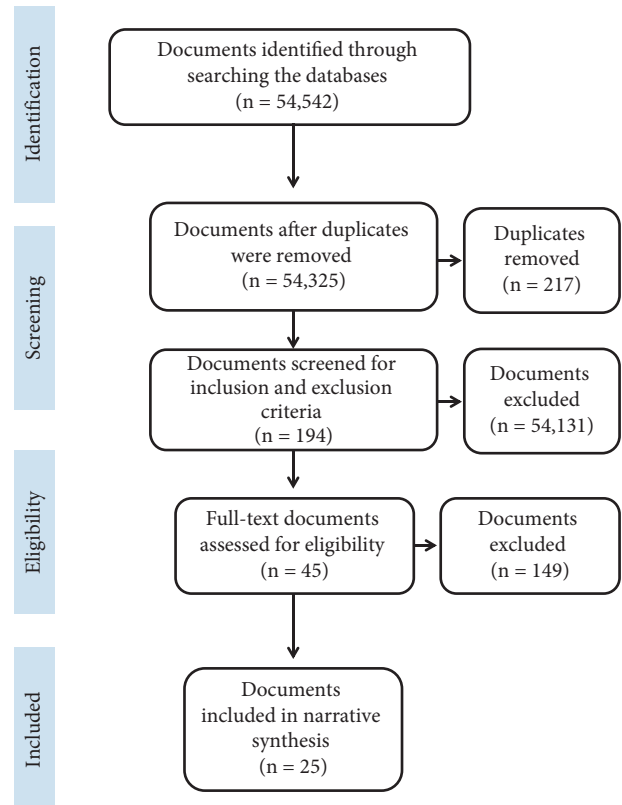 Identification
Documents identified through
searching the databases
(n = 54,542)
Screening
Documents after duplicates
were removed
(n = 54,325)
Duplicates
removed
(n = 217)
Documents screened for
inclusion and exclusion
criteria
(n = 194)
Documents
excluded
(n = 54,131)
Eligibility
Full-text documents
assessed for eligibility
(n = 45)
Documents
excluded
(n = 149)
Included
Documents
included in narrative
synthesis
(n = 25)